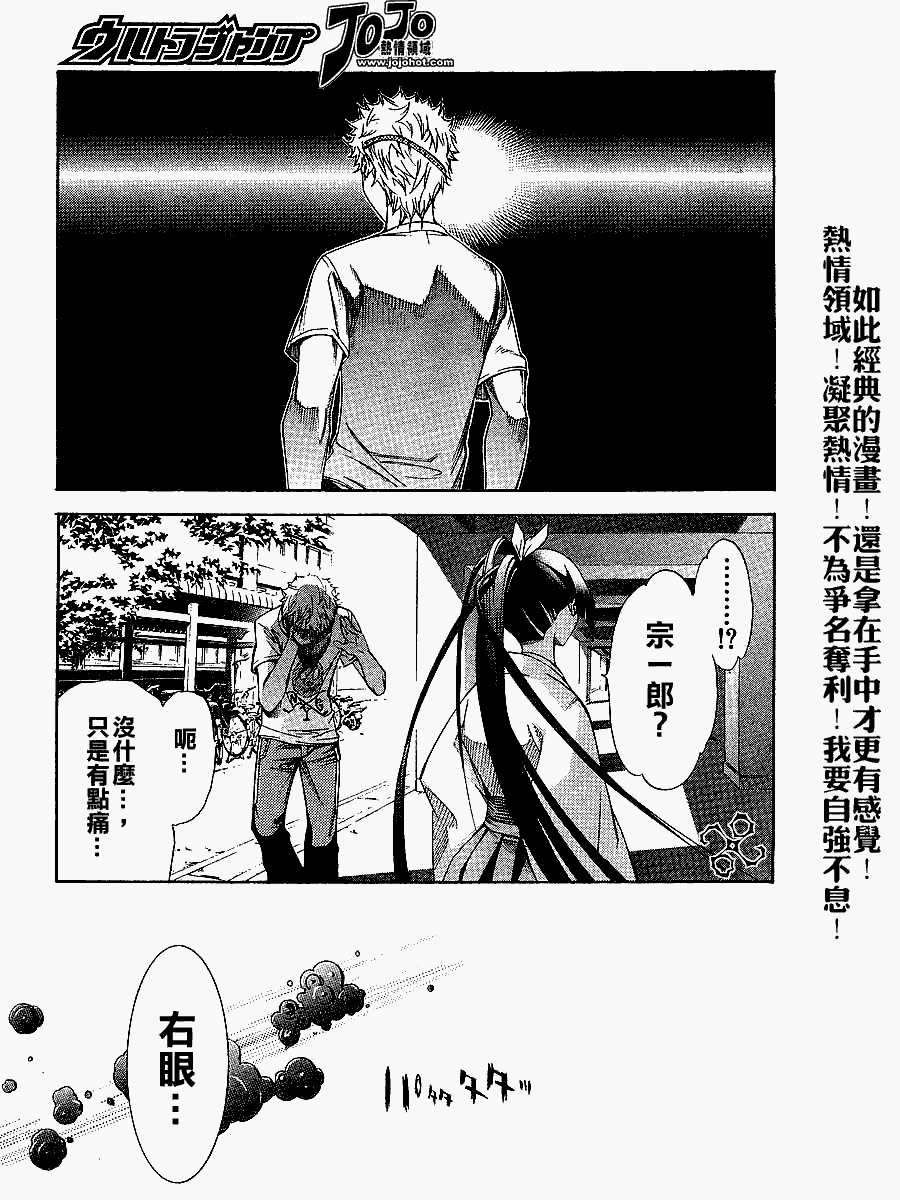 ウルトラジャンプ
JOJO
熱情領域
www.jojohot.com
如此經典的漫畫！還是拿在手中才更有感覺！
熱情領域！凝聚熱情！不為爭名奪利！我要自強不息！
………!?
宗一郎？
呃…
沒什麼…，
只是有點痛…
右眼…
パタタタタッ